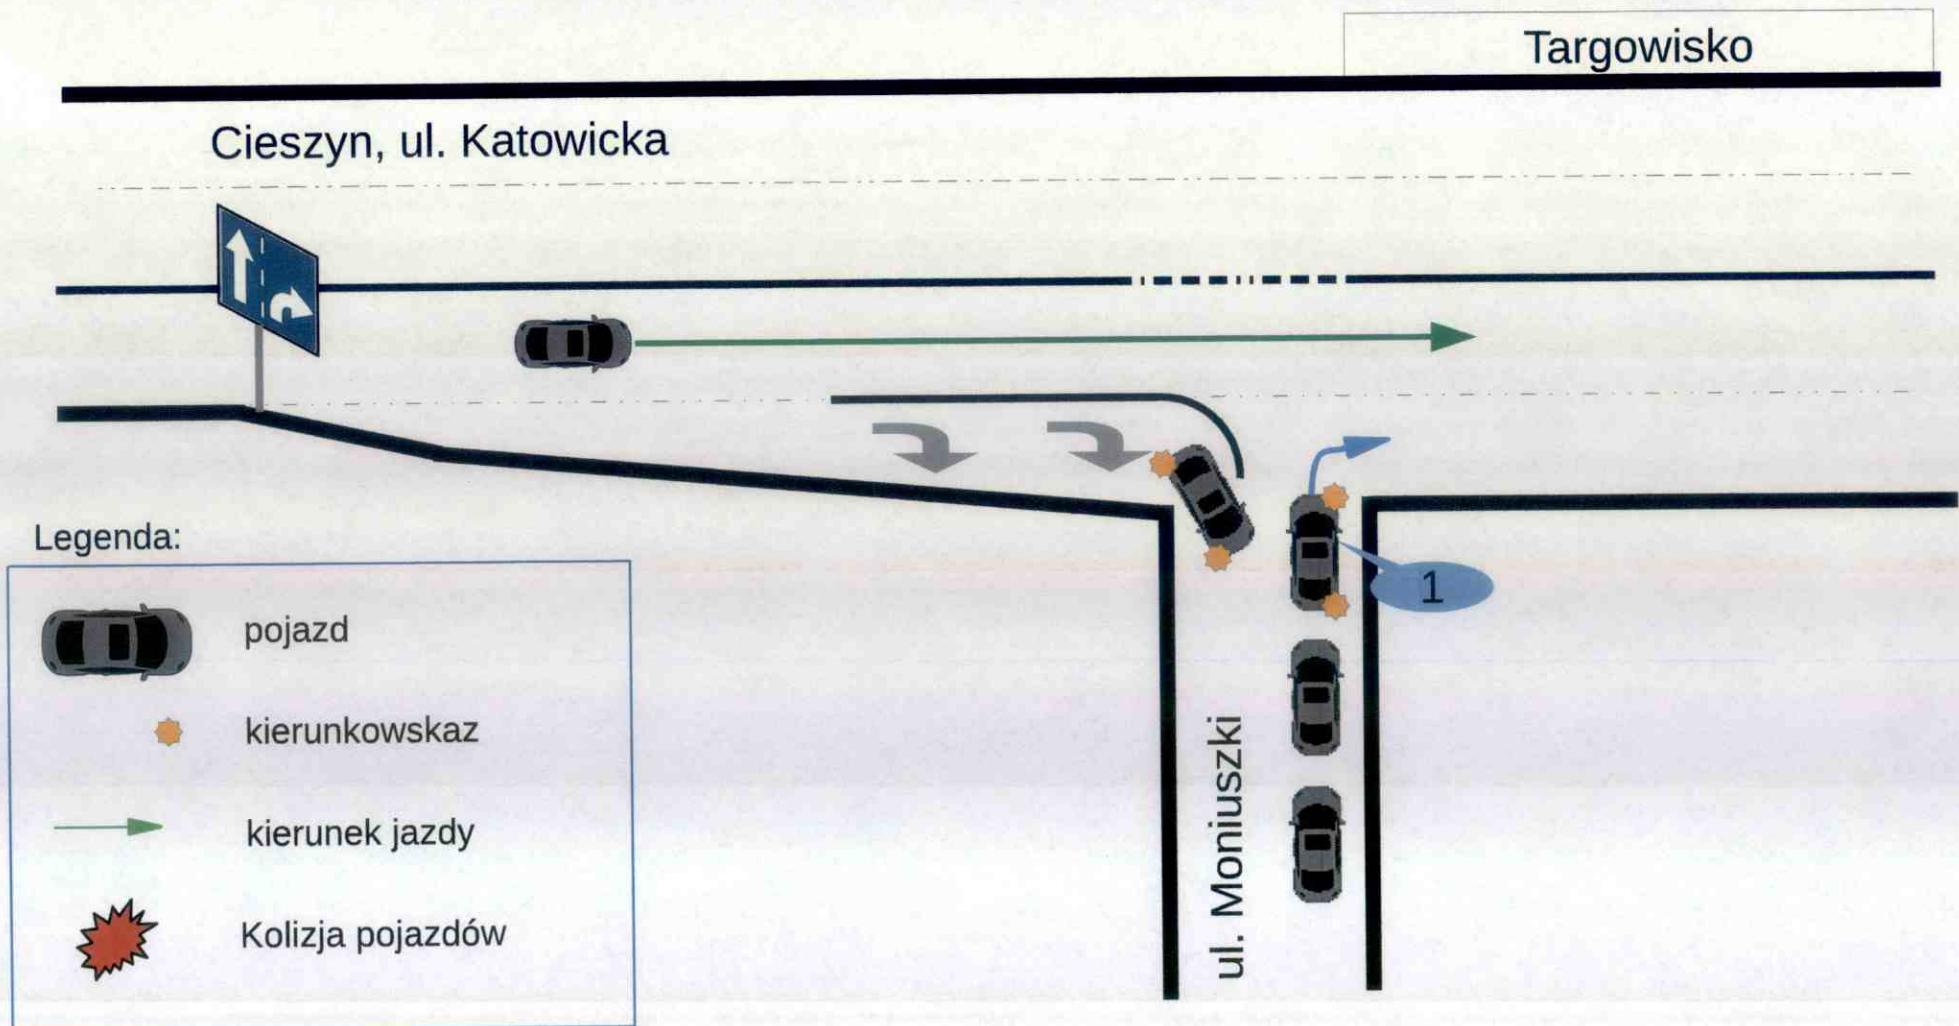 Targowisko
Cieszyn, ul. Katowicka
1
ul. Moniuszki
Legenda:
pojazd
kierunkowskaz
kierunek jazdy
Kolizja pojazdów